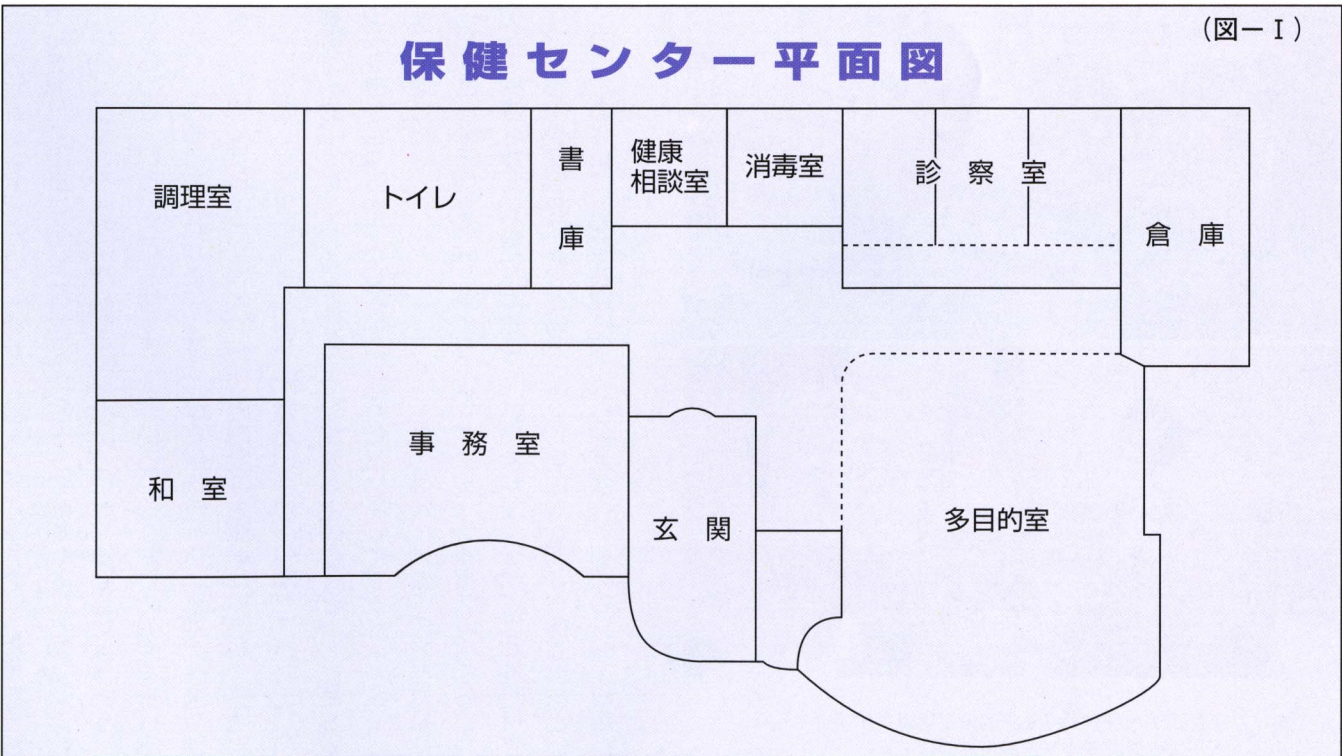 (図ーⅠ)
保健センター平面図
調理室
トイレ
書庫
健康
相談室
消毒室
診察室
倉庫
和室
事務室
玄関
多目的室